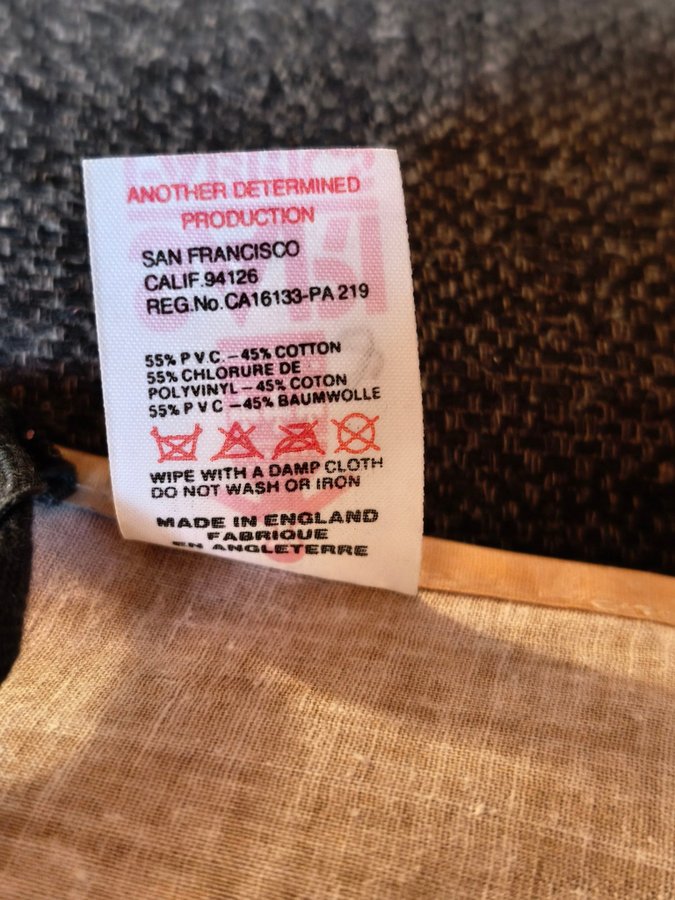 ANOTHER DETERMINED
PRODUCTION
SAN FRANCISCO
CALIF.94126
REG.No.CA16133-PA 219
55% P V.C.-45% COTTON
55% CHLORURE DE
POLYVINYL-45% COTON
55% P V C -45% BAUMWOLLE
WIPE WITH A DAMP CLOTH
DO NOT WASH OR IRON
MADE IN ENGLAND
FABRIQUE
EN ANGLETERRE